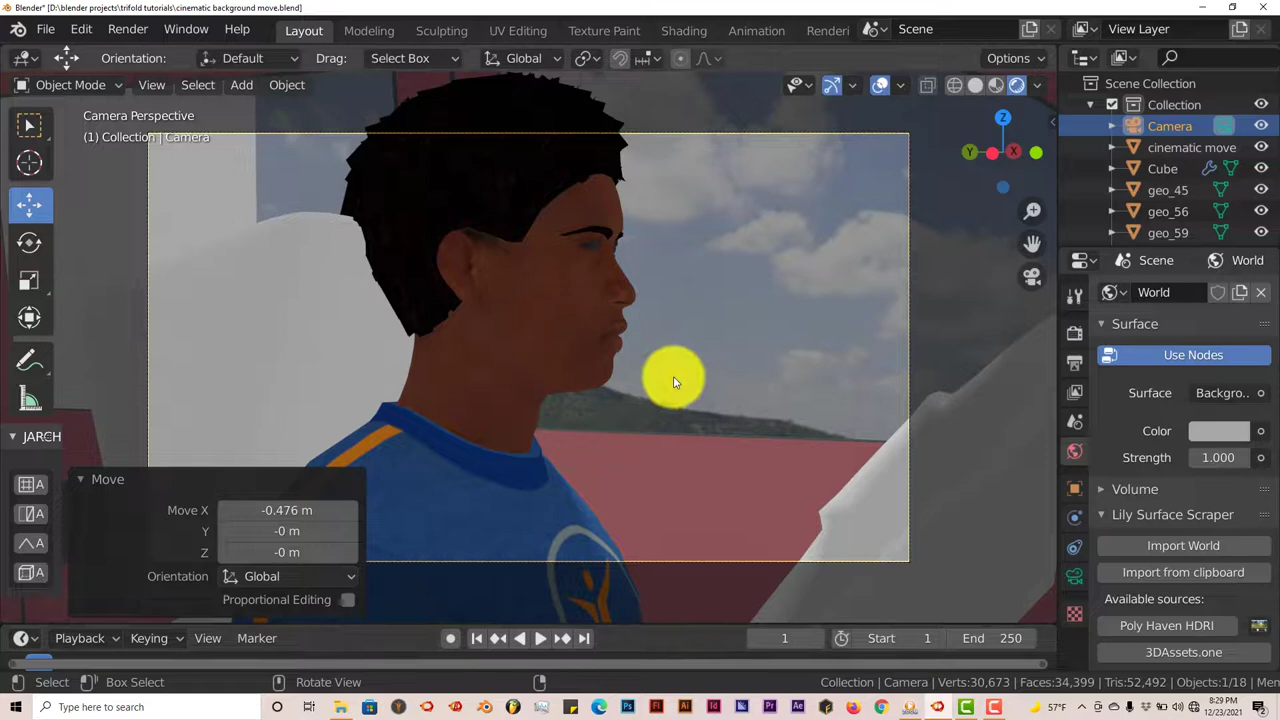 Blender* [D:\blender projects\trifold tutorials\cinematic background move.blend]
File Edit Render Window Help Layout Modeling Sculpting UV Editing Texture Paint Shading Animation Renderi Scene View Layer
Orientation: Default Drag: Select Box Global Options
Object Mode View Select Add Object
Camera Perspective
(1) Collection | Camera
Z
Y X
Scene Collection
Collection
Camera
cinematic move
Cube
geo_45
geo_56
geo_59
Scene World
World
Surface
Use Nodes
Surface Backgro..
Color
Strength 1.000
Volume
Lily Surface Scraper
Import World
Import from clipboard
Available sources:
Poly Haven HDRI
3DAssets.one
JARCH
A
A
A
A
Move
Move X -0.476 m
Y -0 m
Z -0 m
Orientation Global
Proportional Editing
Playback Keying View Marker 1 Start 1 End 250
Select Box Select Rotate View Collection | Camera Verts:30,673 | Faces:34,399 | Tris:52,492 | Objects:1/18 | Mem
Type here to search 57°F 8:29 PM
12/23/2021